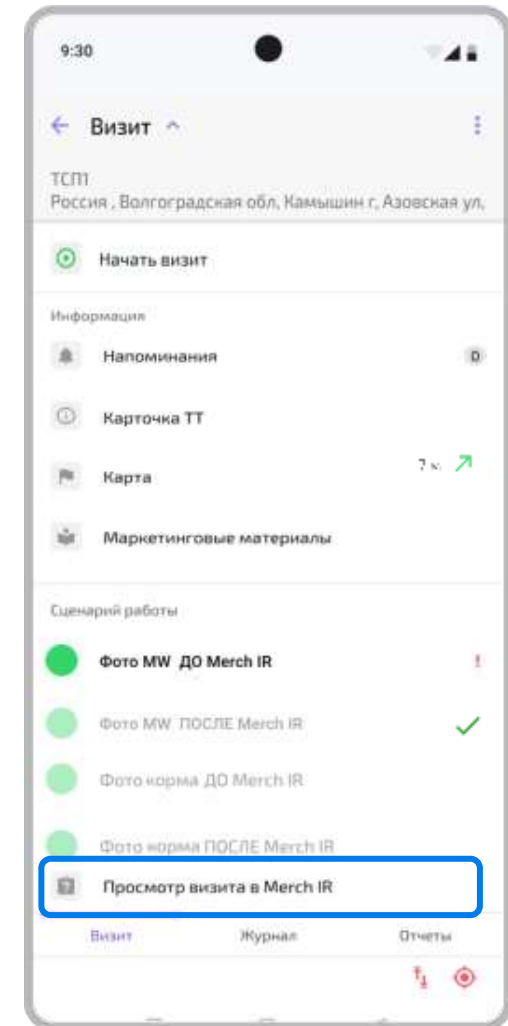 9:30
Визит
ТСП1
Россия , Волгоградская обл, Камышин г, Азовская ул,
Начать визит
Информация
Напоминания
0
Карточка ТТ
Карта
7 м.
Маркетинговые материалы
Сценарий работы
Фото MW ДО Merch IR
!
Фото MW ПОСЛЕ Merch IR
Фото корма ДО Merch IR
Фото корма ПОСЛЕ Merch IR
Просмотр визита в Merch IR
Визит Журнал Отчеты